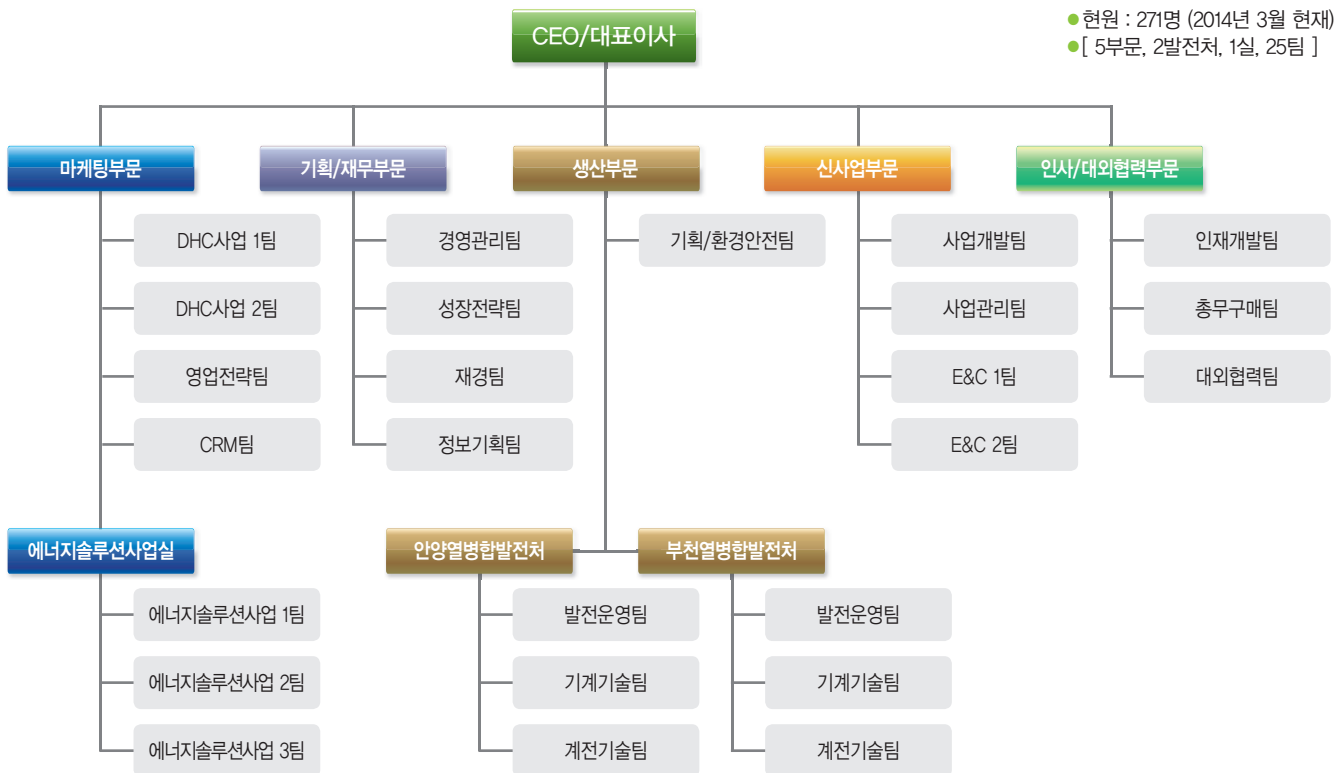 CEO/대표이사
●현원 : 271명 (2014년 3월 현재)
●[ 5부문, 2발전처, 1실, 25팀 ]
마케팅부문
기획/재무부문
생산부문
신사업부문
인사/대외협력부문
DHC사업 1팀
경영관리팀
기획/환경안전팀
사업개발팀
인재개발팀
DHC사업 2팀
성장전략팀
사업관리팀
총무구매팀
영업전략팀
재경팀
E&C 1팀
대외협력팀
CRM팀
정보기획팀
E&C 2팀
에너지솔루션사업실
안양열병합발전처
부천열병합발전처
에너지솔루션사업 1팀
발전운영팀
발전운영팀
에너지솔루션사업 2팀
기계기술팀
기계기술팀
에너지솔루션사업 3팀
계전기술팀
계전기술팀